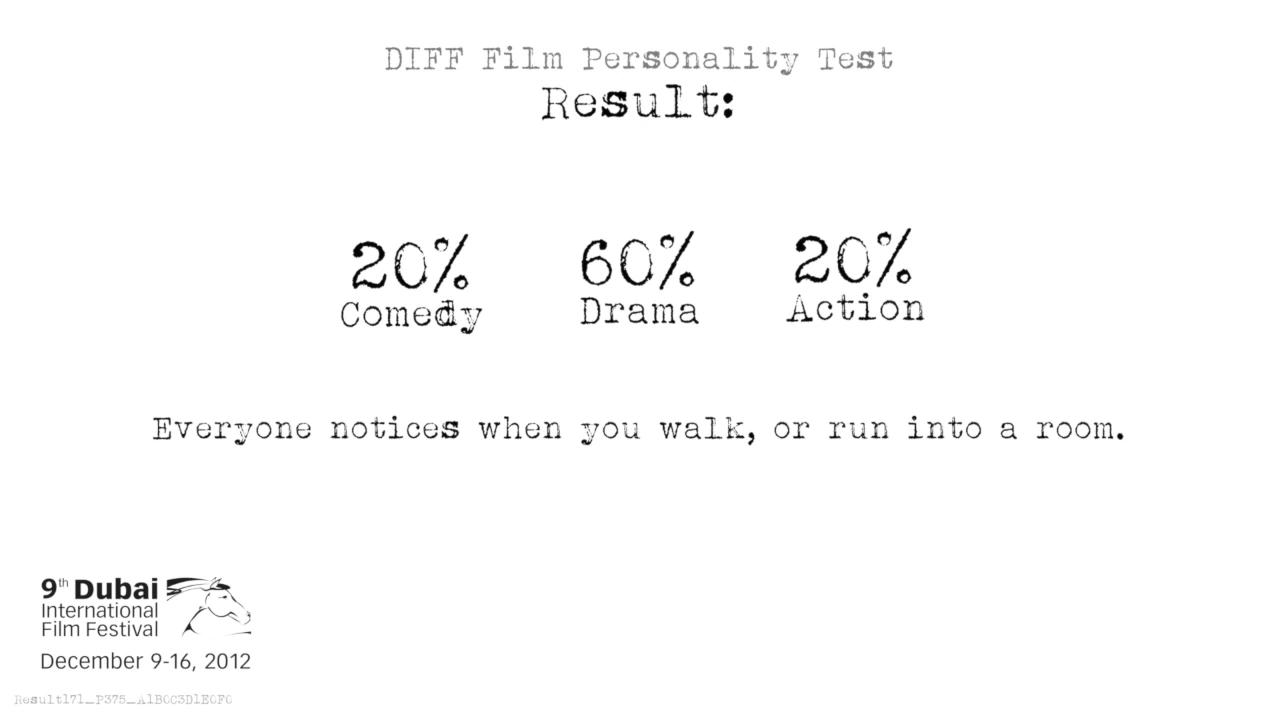 DIFF Film Personality Test
Result:
20% 60% 20%
Comedy Drama Action
Everyone notices when you walk, or run into a room.
9th Dubai
International
Film Festival
December 9-16, 2012
Result171_P375_A1B0C3D1E0F0